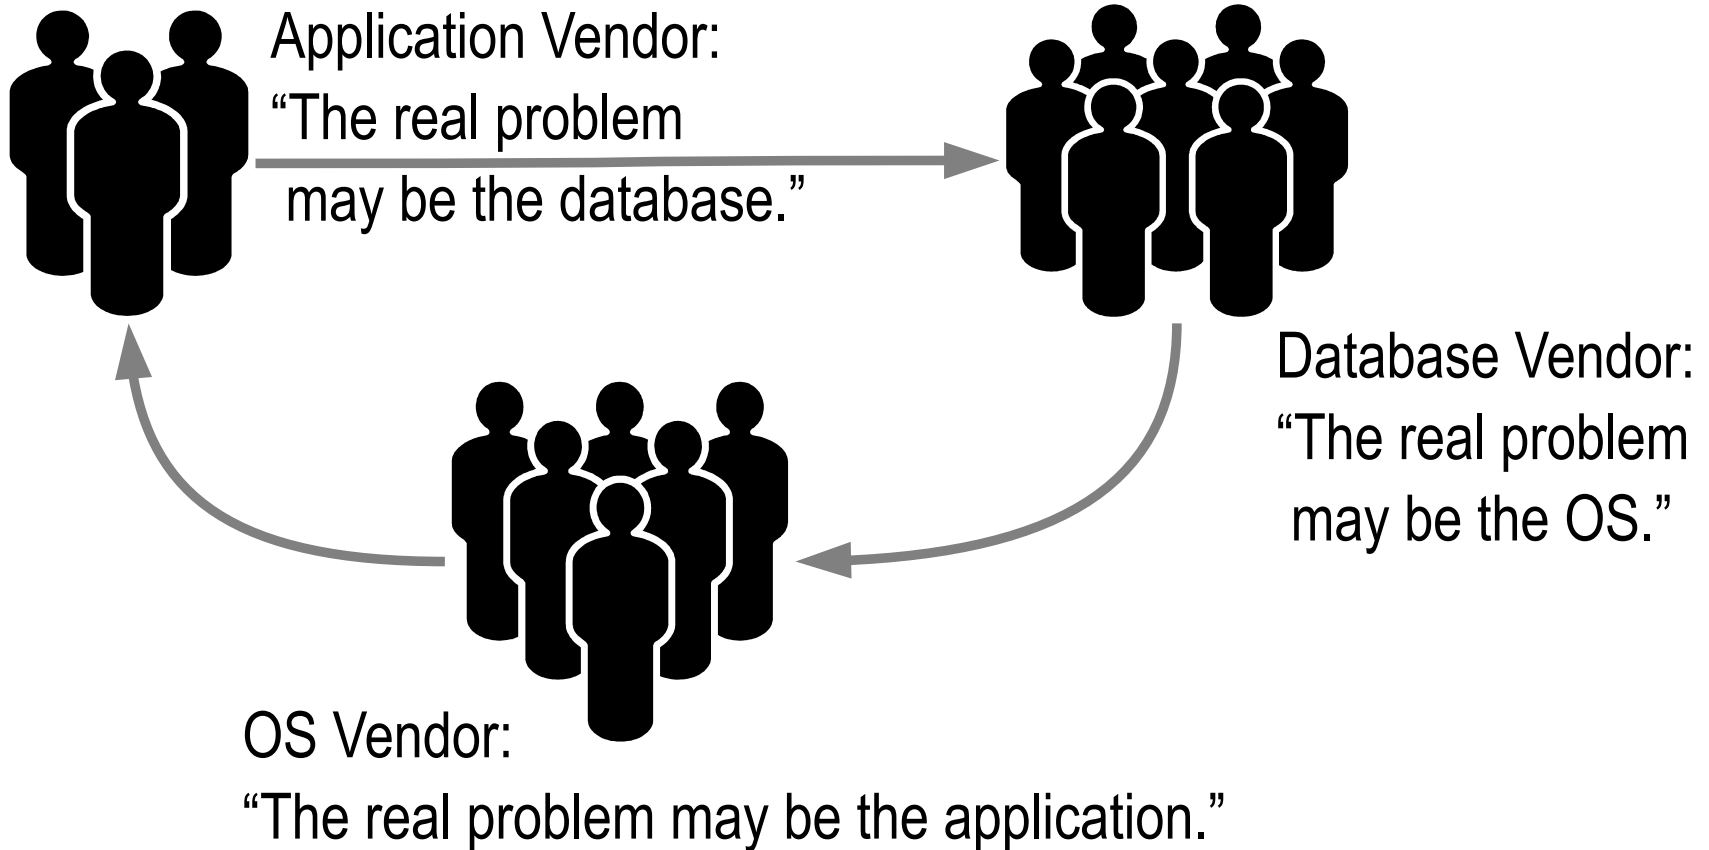 Application Vendor:
“The real problem
may be the database.”
Database Vendor:
“The real problem
may be the OS.”
OS Vendor:
“The real problem may be the application.”